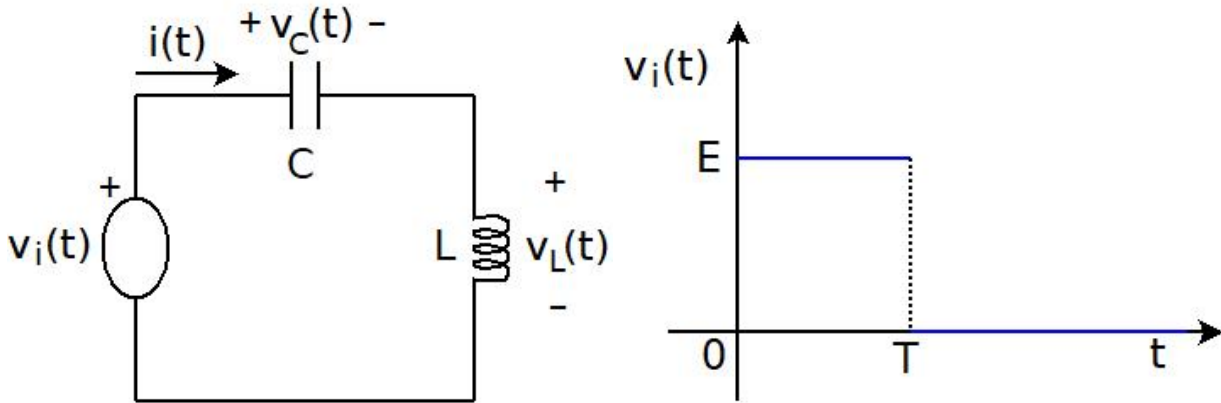 i(t)
+ v_C(t) –
C
+
v_i(t)
L
+
v_L(t)
–
v_i(t)
E
0
T
t